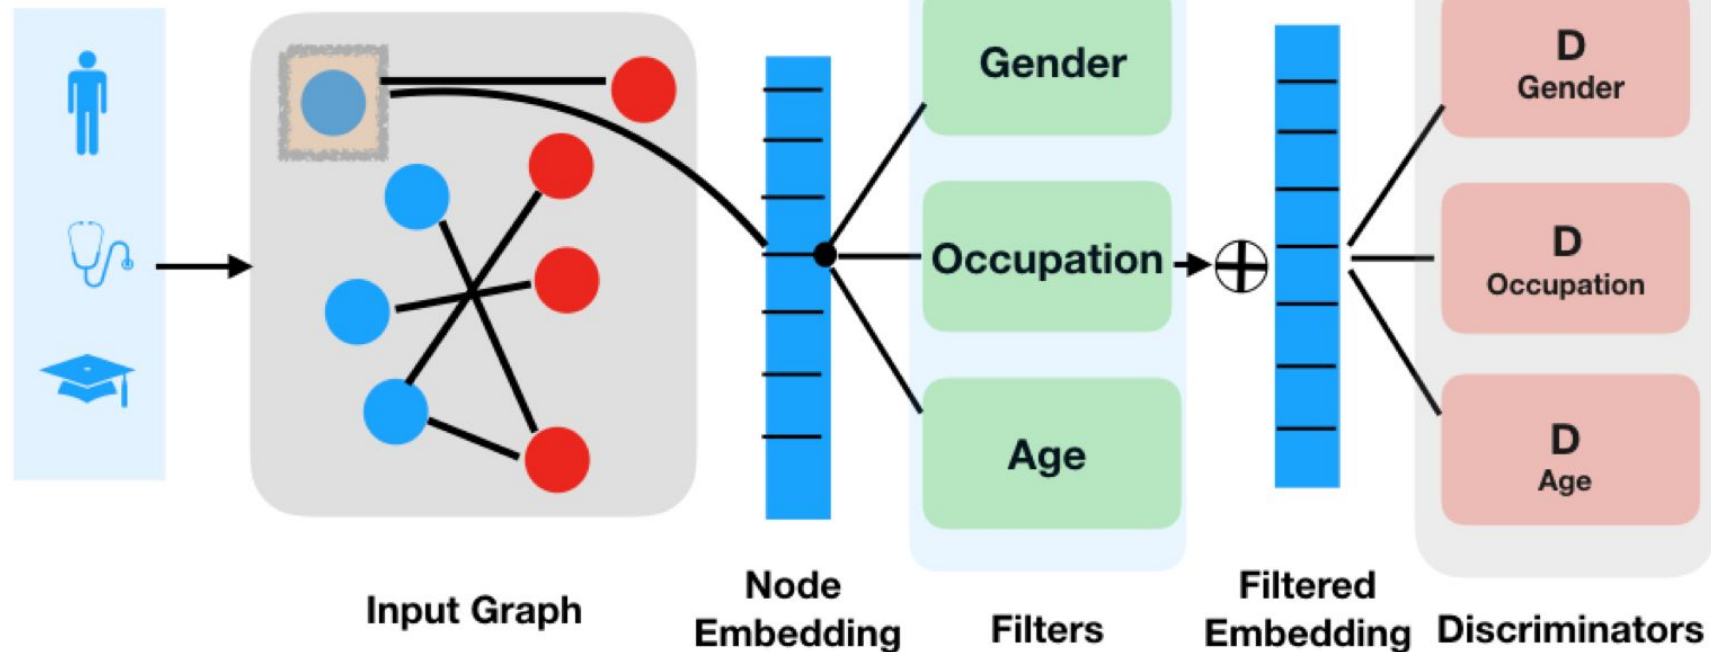 Gender
Occupation
Age
D
Gender
D
Occupation
D
Age
Input Graph
Node
Embedding
Filters
Filtered
Embedding
Discriminators